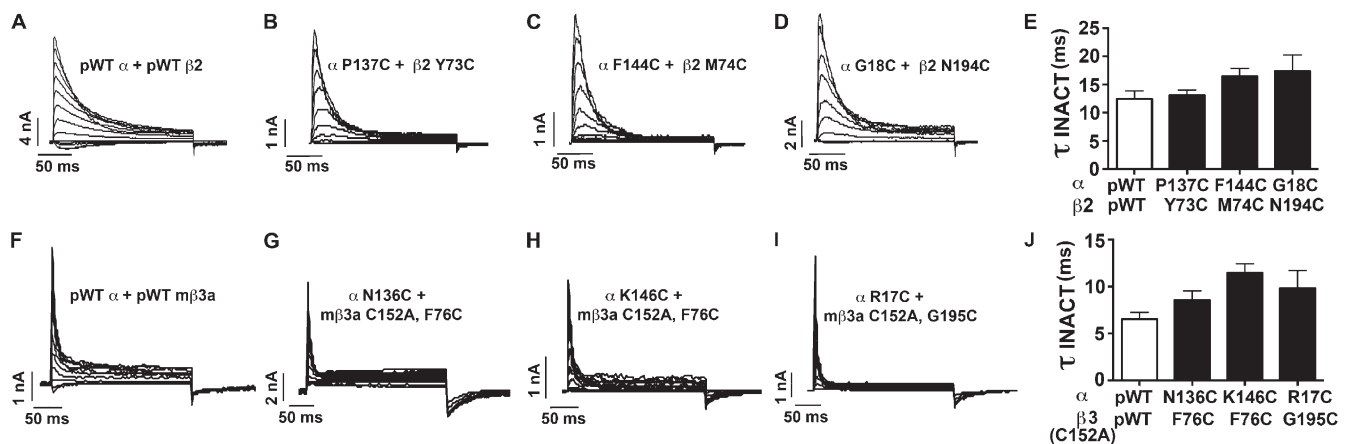 A
pWT α + pWT β2
4 nA
50 ms
B
α P137C + β2 Y73C
1 nA
50 ms
C
α F144C + β2 M74C
1 nA
50 ms
D
α G18C + β2 N194C
2 nA
50 ms
E
τ INACT (ms)
25
20
15
10
5
0
α pWT P137C F144C G18C
β2 pWT Y73C M74C N194C
F
pWT α + pWT mβ3a
1 nA
50 ms
G
α N136C +
mβ3a C152A, F76C
2 nA
50 ms
H
α K146C +
mβ3a C152A, F76C
1 nA
50 ms
I
α R17C +
mβ3a C152A, G195C
1 nA
50 ms
J
τ INACT (ms)
15
10
5
0
α pWT N136C K146C R17C
β3 pWT F76C F76C G195C
(C152A)